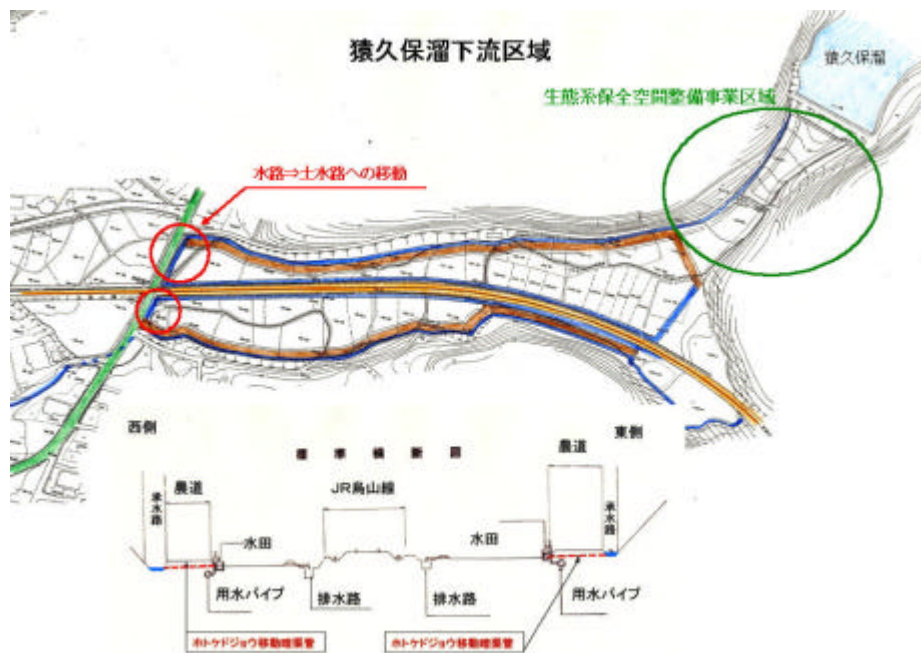 猿久保溜下流区域
猿久保溜
生態系保全空間整備事業区域
水路⇒土水路への移動
西側
東側
標準横断図
農道
農道
承水路
JR烏山線
承水路
水田
水田
用水パイプ
排水路
排水路
用水パイプ
ホトケドジョウ移動暗渠管
ホトケドジョウ移動暗渠管